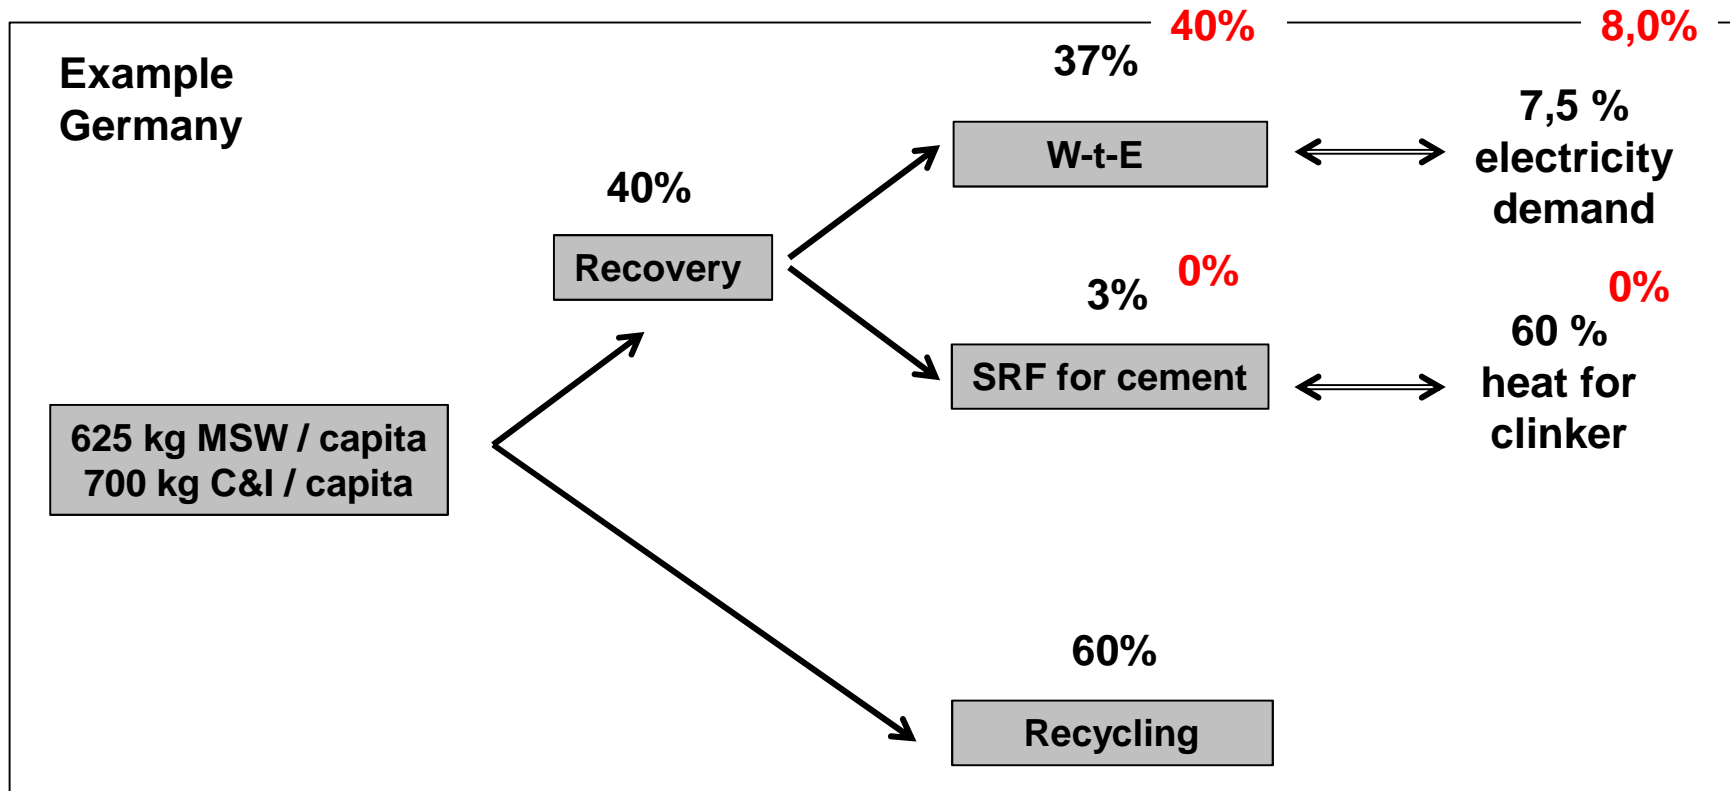 40%
8,0%
Example
Germany
37%
7,5 %
electricity
demand
W-t-E
40%
Recovery
3%
0%
0%
60 %
heat for
clinker
SRF for cement
625 kg MSW / capita
700 kg C&I / capita
60%
Recycling